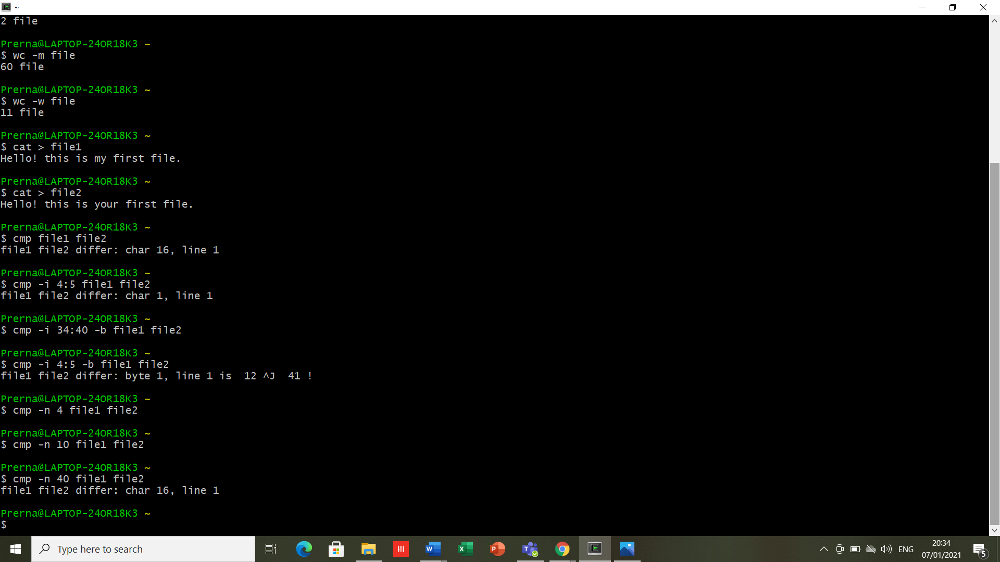 ~
2 file
Prerna@LAPTOP-24OR18K3 ~
$ wc -m file
60 file
Prerna@LAPTOP-24OR18K3 ~
$ wc -w file
11 file
Prerna@LAPTOP-24OR18K3 ~
$ cat > file1
Hello! this is my first file.
Prerna@LAPTOP-24OR18K3 ~
$ cat > file2
Hello! this is your first file.
Prerna@LAPTOP-24OR18K3 ~
$ cmp file1 file2
file1 file2 differ: char 16, line 1
Prerna@LAPTOP-24OR18K3 ~
$ cmp -i 4:5 file1 file2
file1 file2 differ: char 1, line 1
Prerna@LAPTOP-24OR18K3 ~
$ cmp -i 34:40 -b file1 file2
Prerna@LAPTOP-24OR18K3 ~
$ cmp -i 4:5 -b file1 file2
file1 file2 differ: byte 1, line 1 is  12 ^J  41 !
Prerna@LAPTOP-24OR18K3 ~
$ cmp -n 4 file1 file2
Prerna@LAPTOP-24OR18K3 ~
$ cmp -n 10 file1 file2
Prerna@LAPTOP-24OR18K3 ~
$ cmp -n 40 file1 file2
file1 file2 differ: char 16, line 1
Prerna@LAPTOP-24OR18K3 ~
$
Type here to search
W
X
P
T
ENG
20:34
07/01/2021
5